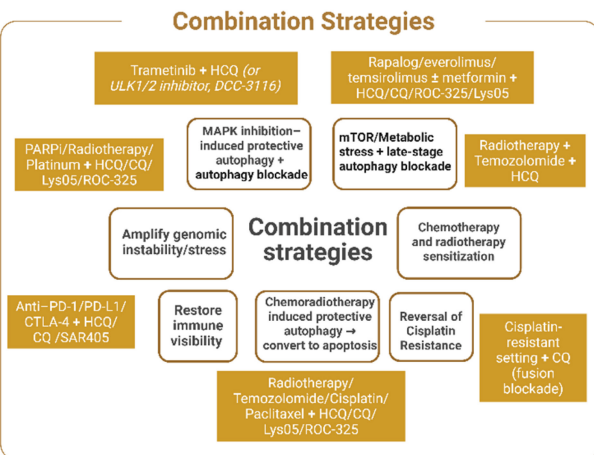 Combination Strategies
Trametinib + HCQ (or
ULK1/2 inhibitor, DCC-3116)
Rapalog/everolimus/
temsirolimus ± metformin +
HCQ/CQ/ROC-325/Lys05
PARPi/Radiotherapy/
Platinum + HCQ/CQ/
Lys05/ROC-325
MAPK inhibition–
induced protective
autophagy +
autophagy blockade
mTOR/Metabolic
stress + late-stage
autophagy blockade
Radiotherapy +
Temozolomide +
HCQ
Amplify genomic
instability/stress
Combination
strategies
Chemotherapy
and radiotherapy
sensitization
Anti–PD-1/PD-L1/
CTLA-4 + HCQ/
CQ /SAR405
Restore
immune
visibility
Chemoradiotherapy
induced protective
autophagy →
convert to apoptosis
Reversal of
Cisplatin
Resistance
Cisplatin-
resistant
setting + CQ
(fusion
blockade)
Radiotherapy/
Temozolomide/Cisplatin/
Paclitaxel + HCQ/CQ/
Lys05/ROC-325